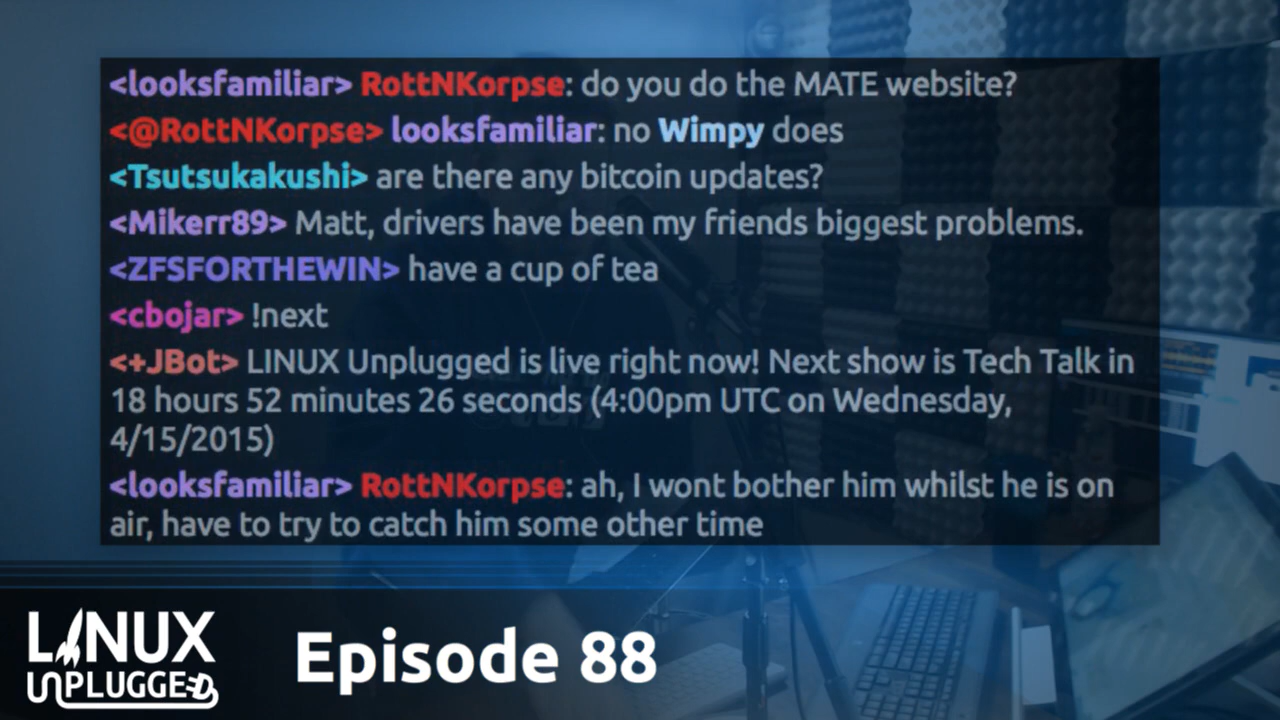 <looksfamiliar> RottNKorpse: do you do the MATE website?
<@RottNKorpse> looksfamiliar: no Wimpy does
<Tsutsukakushi> are there any bitcoin updates?
<Mikerr89> Matt, drivers have been my friends biggest problems.
<ZFSFORTHEWIN> have a cup of tea
<cbojar> !next
<+JBot> LINUX Unplugged is live right now! Next show is Tech Talk in
18 hours 52 minutes 26 seconds (4:00pm UTC on Wednesday,
4/15/2015)
<looksfamiliar> RottNKorpse: ah, I wont bother him whilst he is on
air, have to try to catch him some other time
LINUX
UNPLUGGED
Episode 88